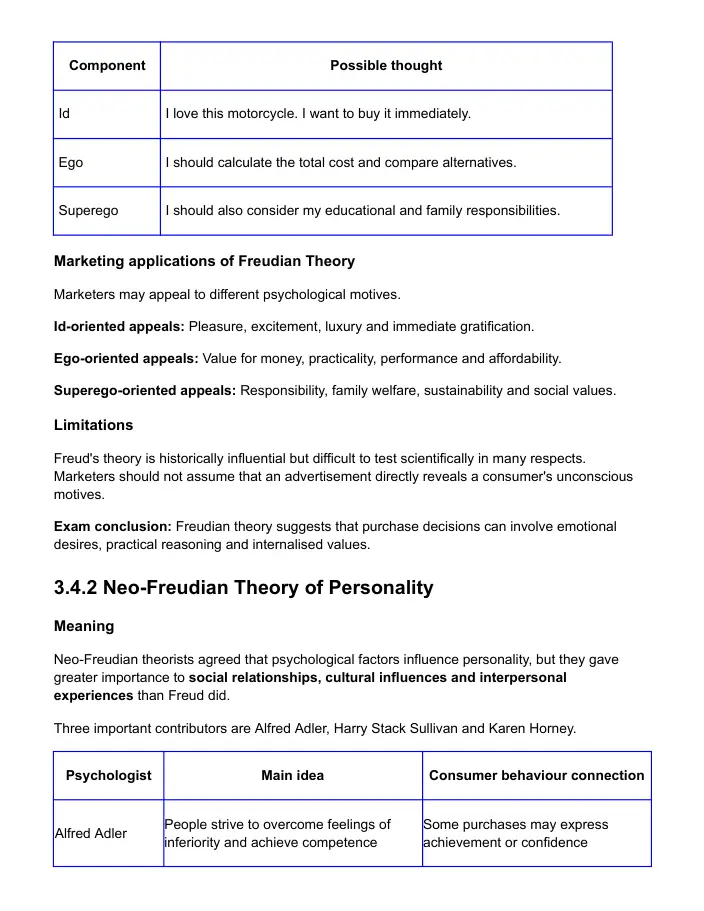 Component Possible thought
Id I love this motorcycle. I want to buy it immediately.
Ego I should calculate the total cost and compare alternatives.
Superego I should also consider my educational and family responsibilities.
Marketing applications of Freudian Theory
Marketers may appeal to different psychological motives.
Id-oriented appeals: Pleasure, excitement, luxury and immediate gratification.
Ego-oriented appeals: Value for money, practicality, performance and affordability.
Superego-oriented appeals: Responsibility, family welfare, sustainability and social values.
Limitations
Freud's theory is historically influential but difficult to test scientifically in many respects.
Marketers should not assume that an advertisement directly reveals a consumer's unconscious
motives.
Exam conclusion: Freudian theory suggests that purchase decisions can involve emotional
desires, practical reasoning and internalised values.
3.4.2 Neo-Freudian Theory of Personality
Meaning
Neo-Freudian theorists agreed that psychological factors influence personality, but they gave
greater importance to social relationships, cultural influences and interpersonal
experiences than Freud did.
Three important contributors are Alfred Adler, Harry Stack Sullivan and Karen Horney.
Psychologist Main idea Consumer behaviour connection
Alfred Adler
People strive to overcome feelings of
inferiority and achieve competence
Some purchases may express
achievement or confidence